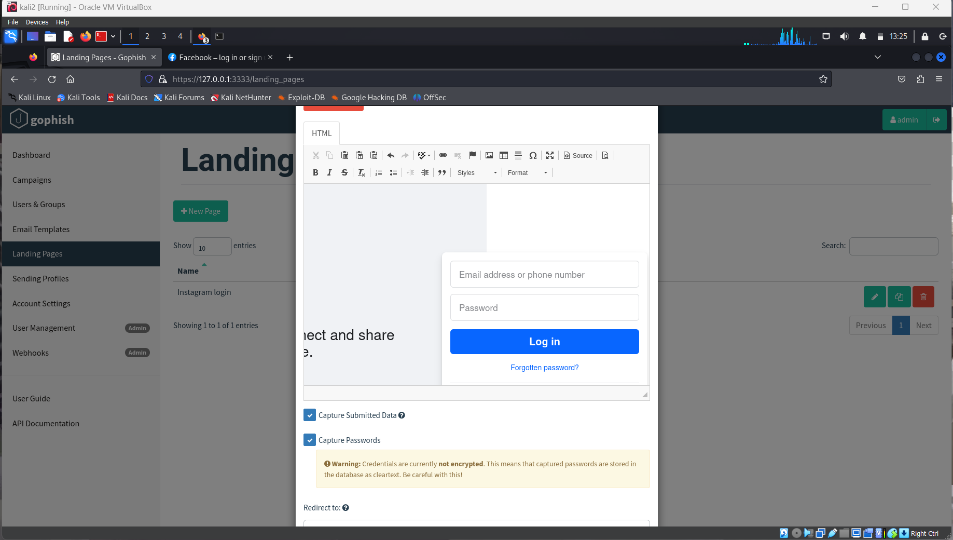 kali2 [Running] - Oracle VM VirtualBox
File Devices Help
1 2 3 4 13:25
Landing Pages - Gophish × Facebook – log in or sign ×
https://127.0.0.1:3333/landing_pages
Kali Linux Kali Tools Kali Docs Kali Forums Kali NetHunter Exploit-DB Google Hacking DB OffSec
gophish admin
Dashboard
Campaigns
Users & Groups
Email Templates
Landing Pages
Sending Profiles
Account Settings
User Management Admin
Webhooks Admin
User Guide
API Documentation
Landing
New Page
Show 10 entries
Search:
Name
Instagram login
Showing 1 to 1 of 1 entries
Previous 1 Next
HTML
Source
Styles Format
Email address or phone number
Password
Log in
Forgotten password?
nect and share
e.
Capture Submitted Data
Capture Passwords
Warning: Credentials are currently not encrypted. This means that captured passwords are stored in
the database as cleartext. Be careful with this!
Redirect to:
Right Ctrl